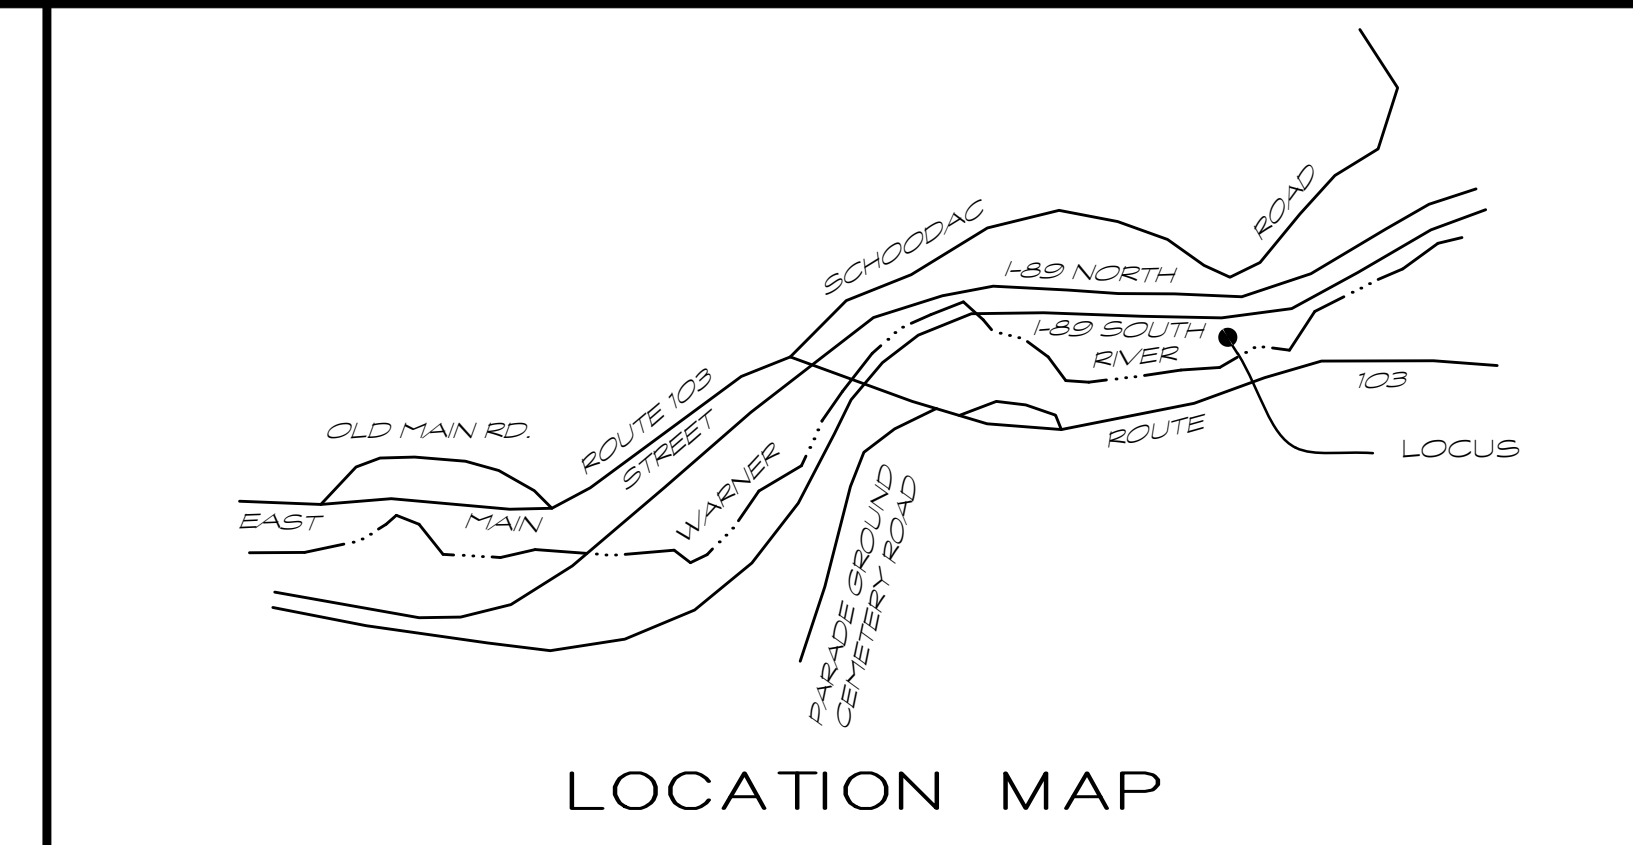 ROAD
SCHOODAC
I-89 NORTH
I-89 SOUTH
RIVER
103
ROUTE 103
STREET
OLD MAIN RD.
ROUTE
LOCUS
WARNER
EAST
MAIN
PARADE GROUND
CEMETERY ROAD
LOCATION MAP